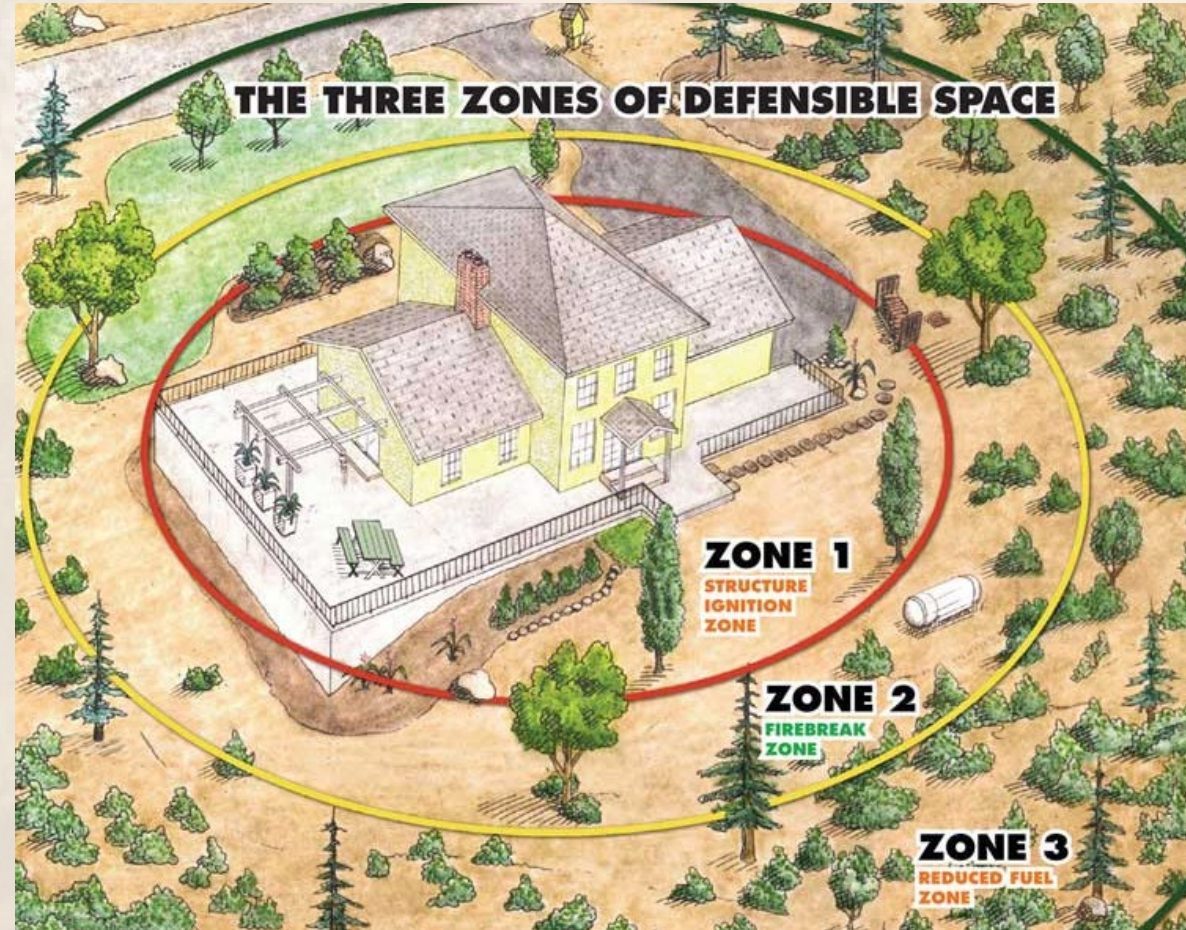 THE THREE ZONES OF DEFENSIBLE SPACE
ZONE 1
STRUCTURE
IGNITION
ZONE
ZONE 2
FIREBREAK
ZONE
ZONE 3
REDUCED FUEL
ZONE